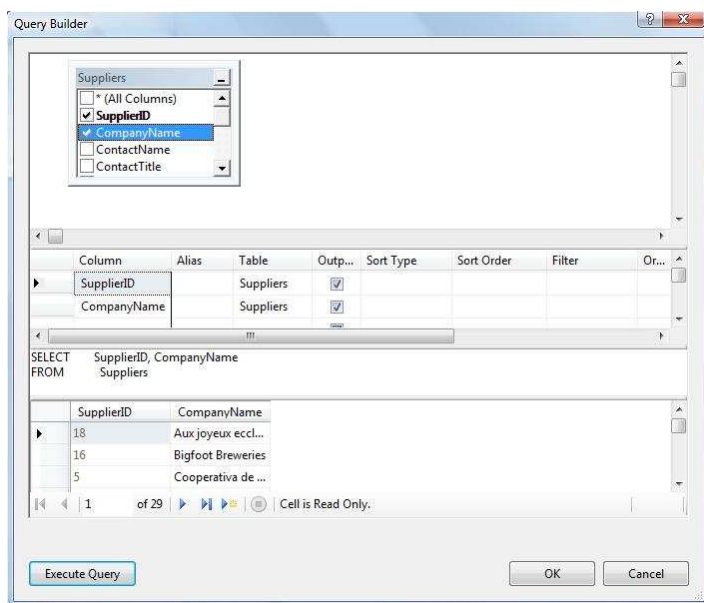 Query Builder
Suppliers
* (All Columns)
SupplierID
CompanyName
ContactName
ContactTitle
Column Alias Table Outp... Sort Type Sort Order Filter Or...
SupplierID Suppliers
CompanyName Suppliers
SELECT SupplierID, CompanyName
FROM Suppliers
SupplierID CompanyName
18 Aux joyeux eccl...
16 Bigfoot Breweries
5 Cooperativa de ...
1 of 29 Cell is Read Only.
Execute Query OK Cancel